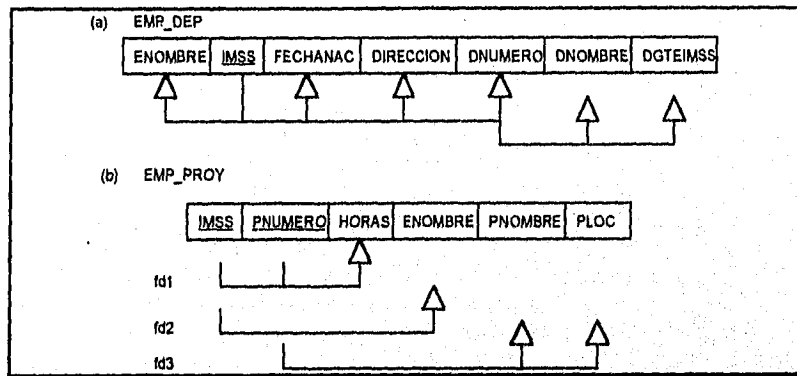 (a) EMP_DEP
ENOMBRE IMSS FECHANAC DIRECCION DNUMERO DNOMBRE DGTEIMSS
(b) EMP_PROY
IMSS PNUMERO HORAS ENOMBRE PNOMBRE PLOC
fd1
fd2
fd3